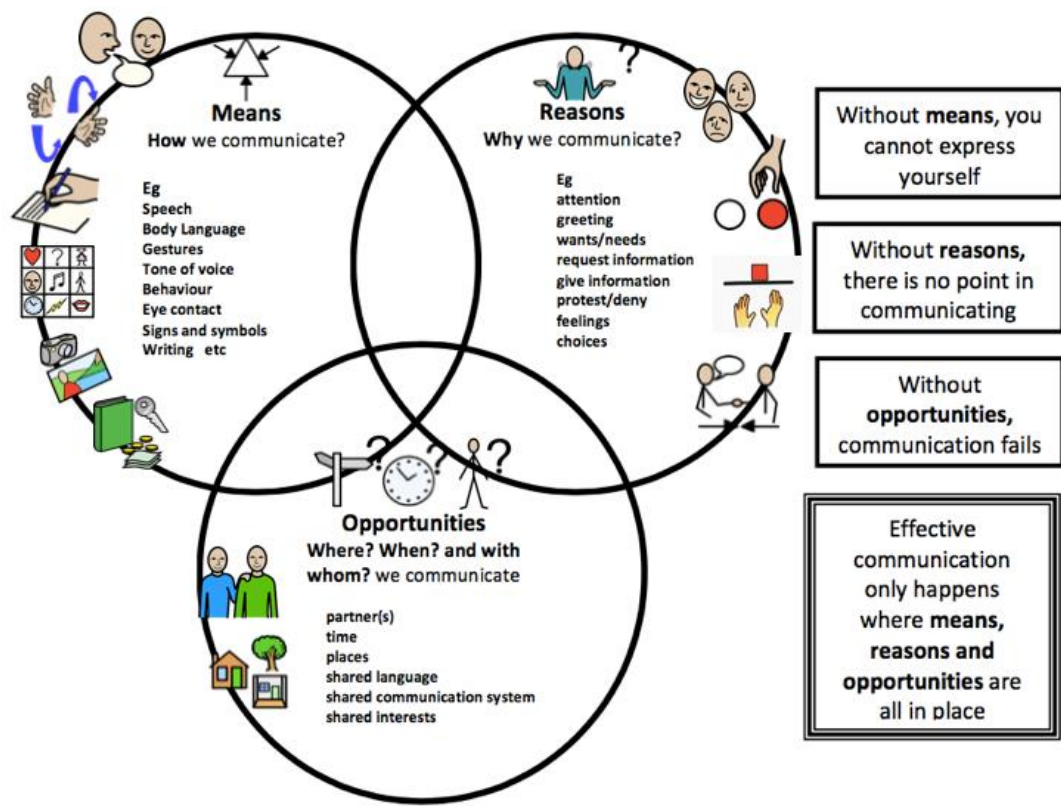 Means
How we communicate?
Eg
Speech
Body Language
Gestures
Tone of voice
Behaviour
Eye contact
Signs and symbols
Writing etc
?
Reasons
Why we communicate?
Eg
attention
greeting
wants/needs
request information
give information
protest/deny
feelings
choices
?
? ? ?
Opportunities
Where? When? and with
whom? we communicate
partner(s)
time
places
shared language
shared communication system
shared interests
Without means, you
cannot express
yourself
Without reasons,
there is no point in
communicating
Without
opportunities,
communication fails
Effective
communication
only happens
where means,
reasons and
opportunities are
all in place